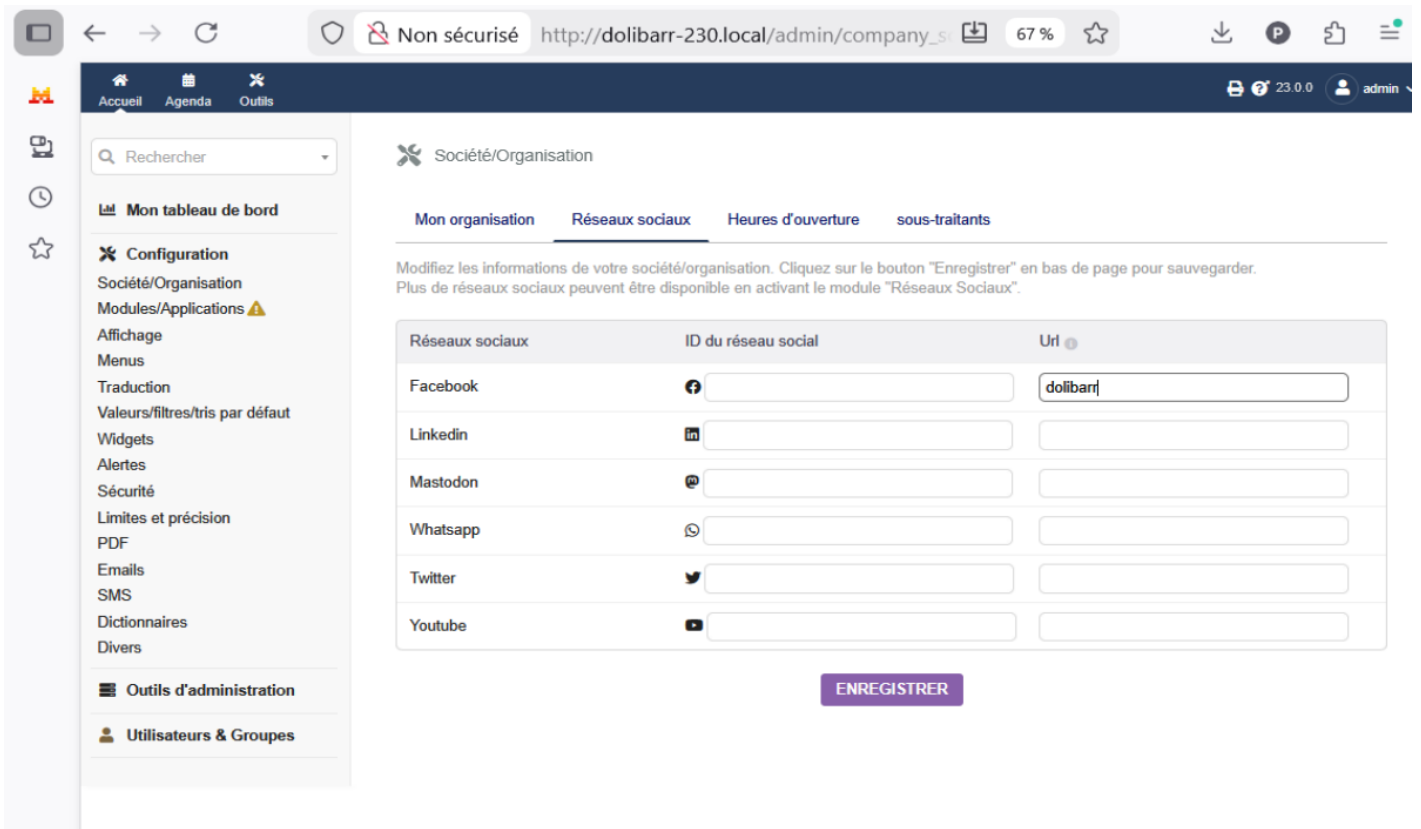 Non sécurisé http://dolibarr-230.local/admin/company_s 67 %
P
Accueil Agenda Outils
23.0.0 admin
Rechercher
Mon tableau de bord
Configuration
Société/Organisation
Modules/Applications
Affichage
Menus
Traduction
Valeurs/filtres/tris par défaut
Widgets
Alertes
Sécurité
Limites et précision
PDF
Emails
SMS
Dictionnaires
Divers
Outils d'administration
Utilisateurs & Groupes
Société/Organisation
Mon organisation Réseaux sociaux Heures d'ouverture sous-traitants
Modifiez les informations de votre société/organisation. Cliquez sur le bouton "Enregistrer" en bas de page pour sauvegarder.
Plus de réseaux sociaux peuvent être disponible en activant le module "Réseaux Sociaux".
Réseaux sociaux ID du réseau social Url
Facebook dolibarr
Linkedin
Mastodon
Whatsapp
Twitter
Youtube
ENREGISTRER